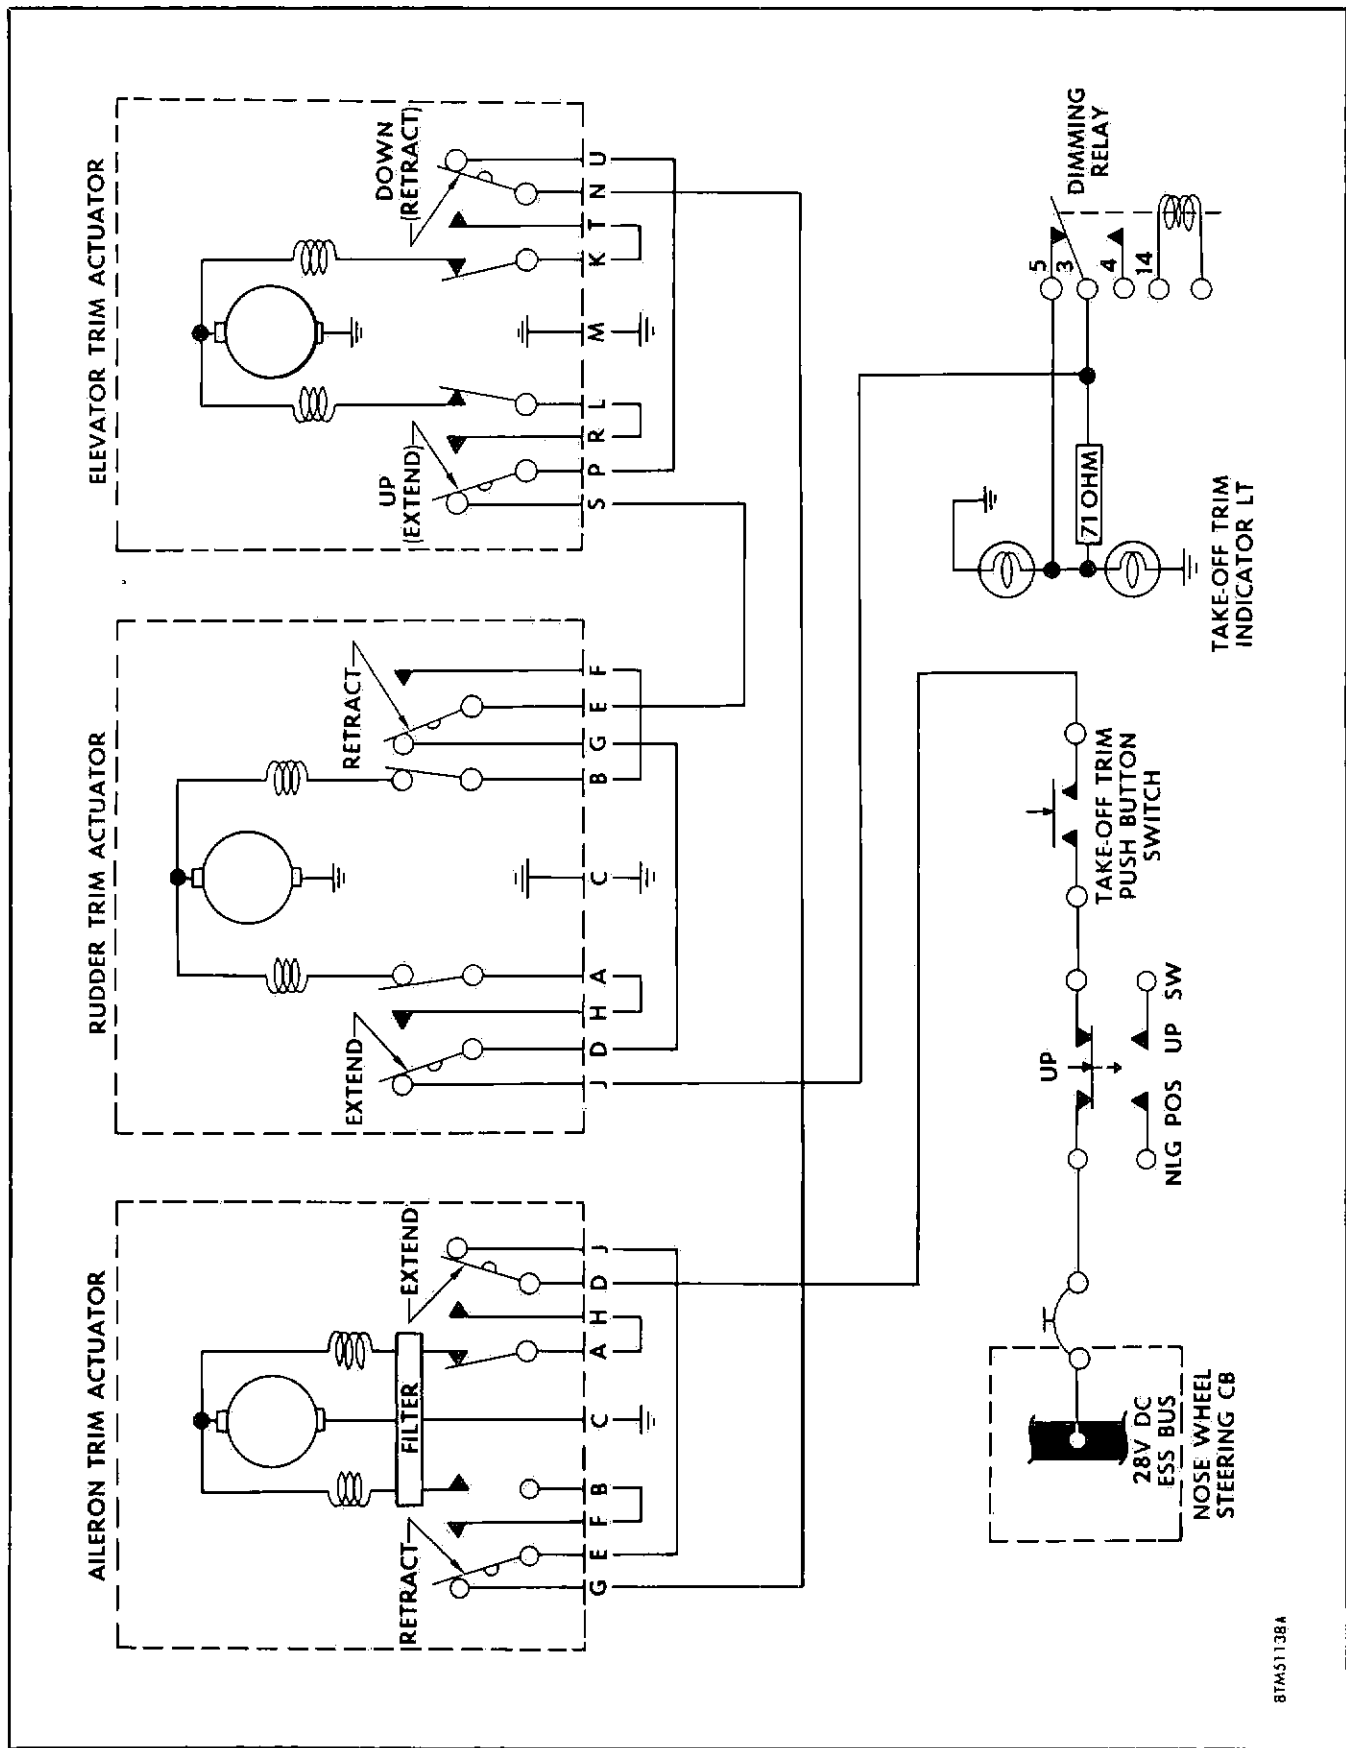 AILERON TRIM ACTUATOR
RETRACT
FILTER
EXTEND
G E F B C A H D J
RUDDER TRIM ACTUATOR
EXTEND
RETRACT
J D H A C B G E F
ELEVATOR TRIM ACTUATOR
UP
(EXTEND)
DOWN
(RETRACT)
S P R L M K T N U
28V DC
ESS BUS
NOSE WHEEL
STEERING CB
UP
NLG POS UP SW
TAKE-OFF TRIM
PUSH BUTTON
SWITCH
71 OHM
TAKE-OFF TRIM
INDICATOR LT
5
3
4
14
DIMMING
RELAY
8TM51138A